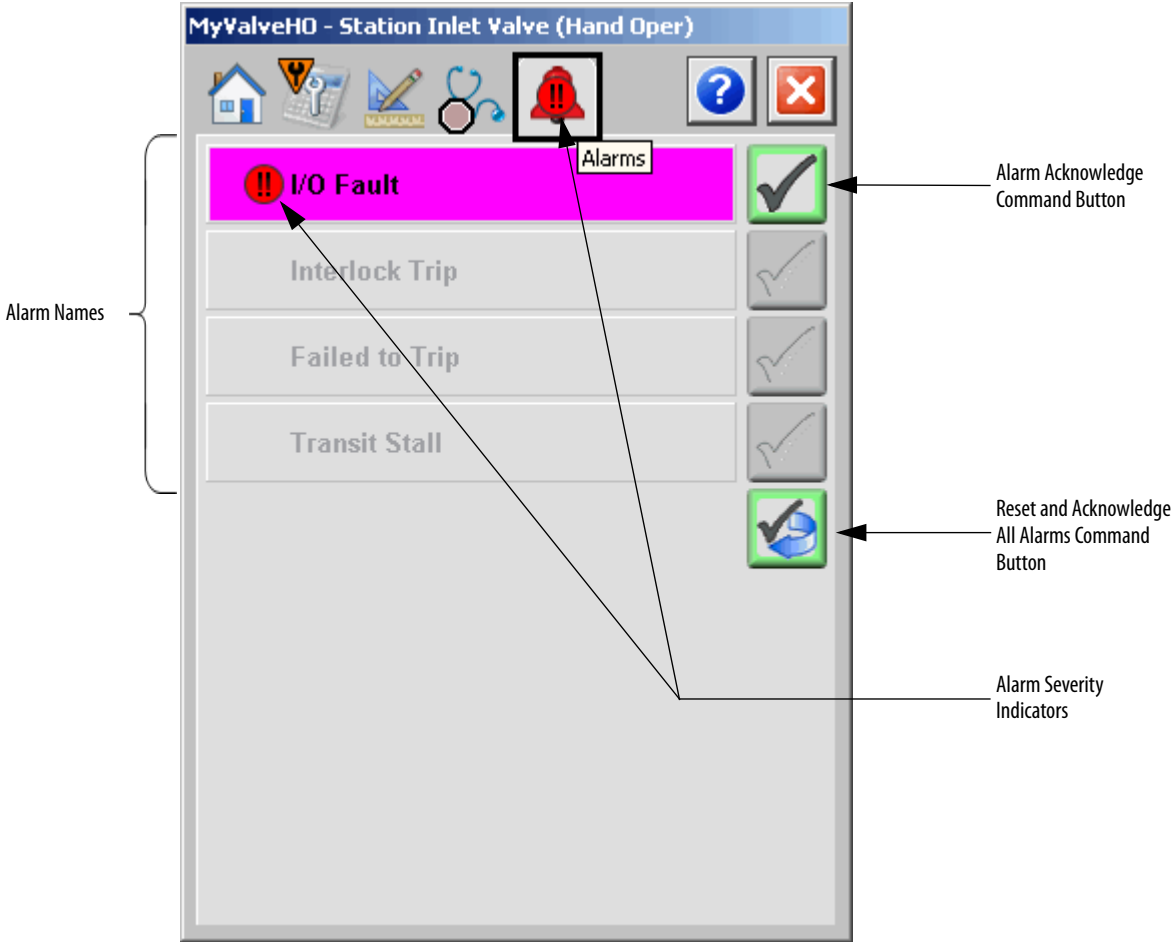 MyValveHO - Station Inlet Valve (Hand Oper)
?
!!
Alarms
!! I/O Fault
Interlock Trip
Failed to Trip
Transit Stall
Alarm Names
Alarm Acknowledge
Command Button
Reset and Acknowledge
All Alarms Command
Button
Alarm Severity
Indicators